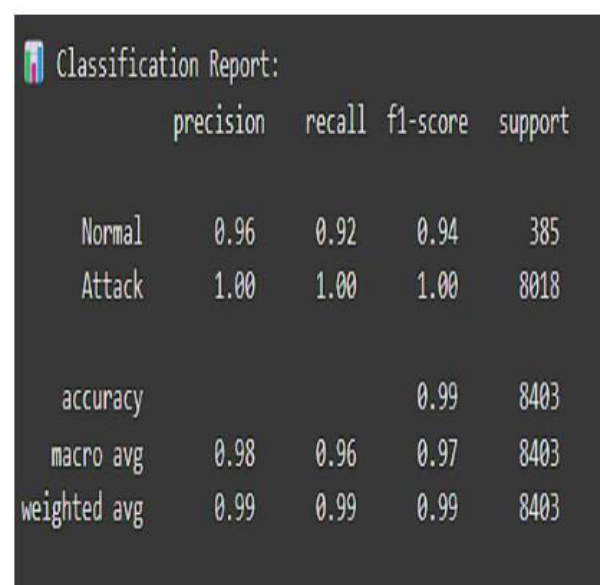 📊 Classification Report:
precision recall f1-score support
Normal 0.96 0.92 0.94 385
Attack 1.00 1.00 1.00 8018
accuracy 0.99 8403
macro avg 0.98 0.96 0.97 8403
weighted avg 0.99 0.99 0.99 8403